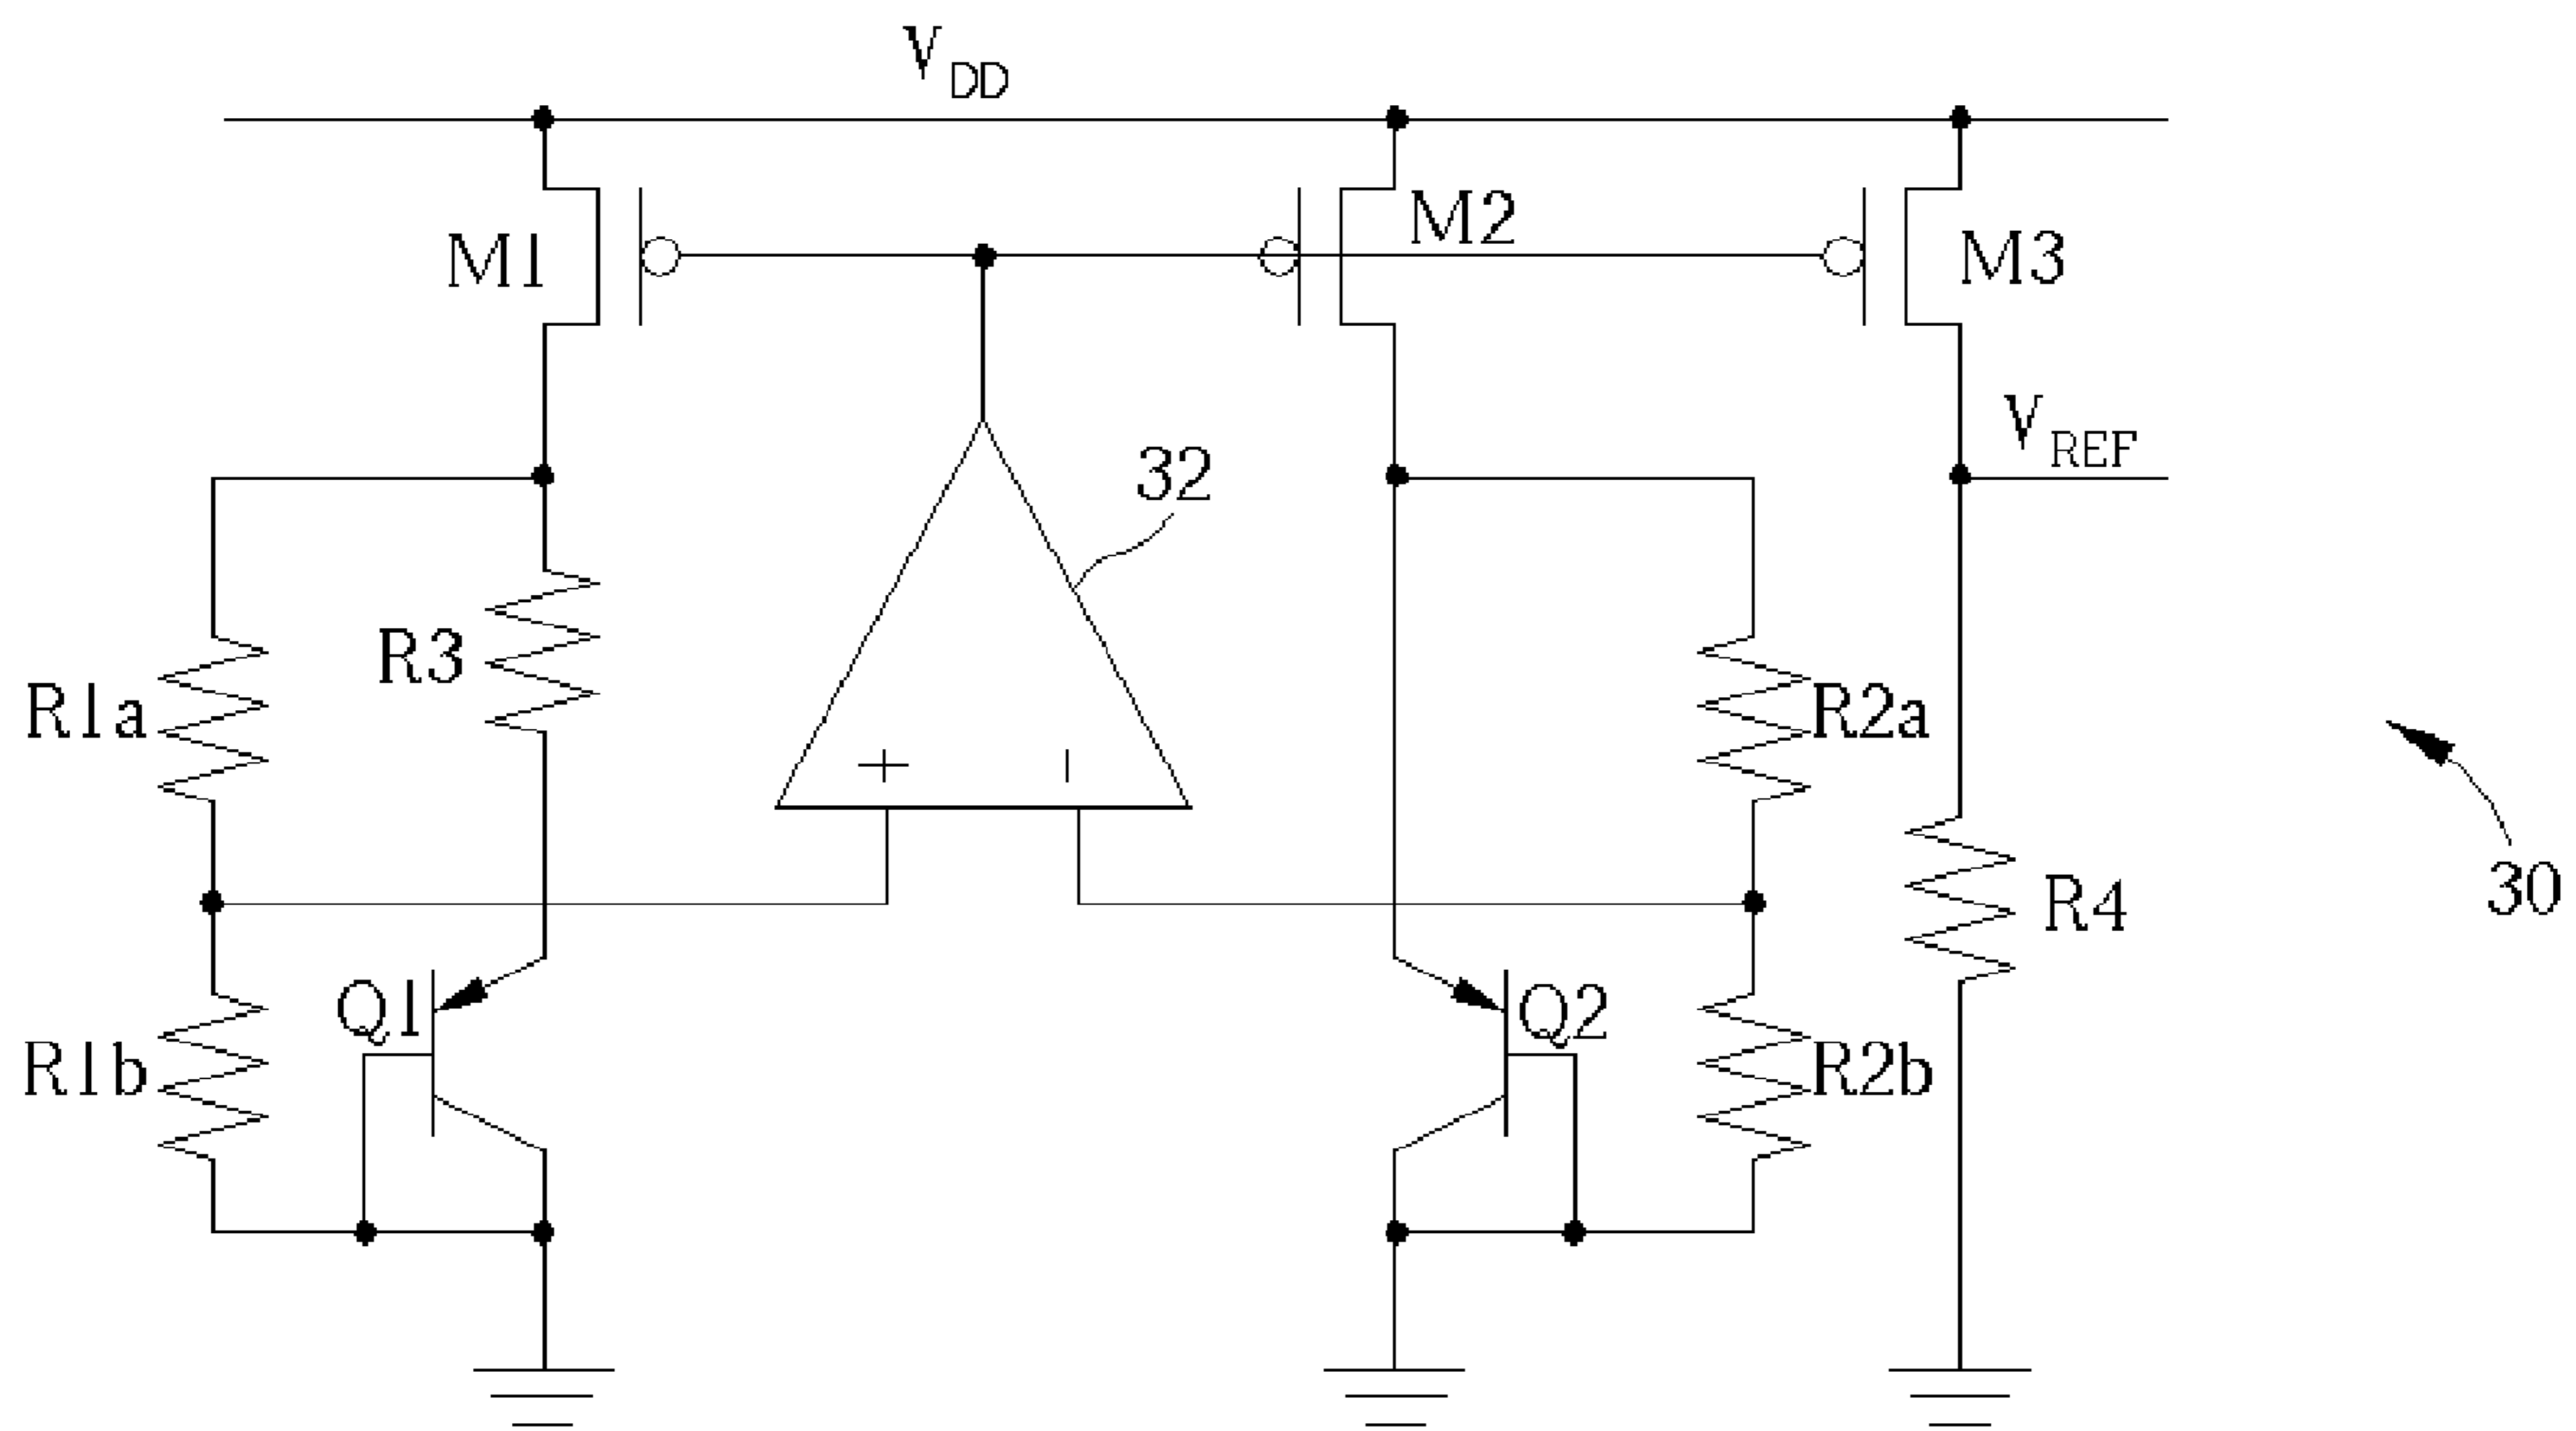 VDD
M1
M2
M3
VREF
32
R3
R1a
R2a
+
-
30
R4
Q1
Q2
R1b
R2b